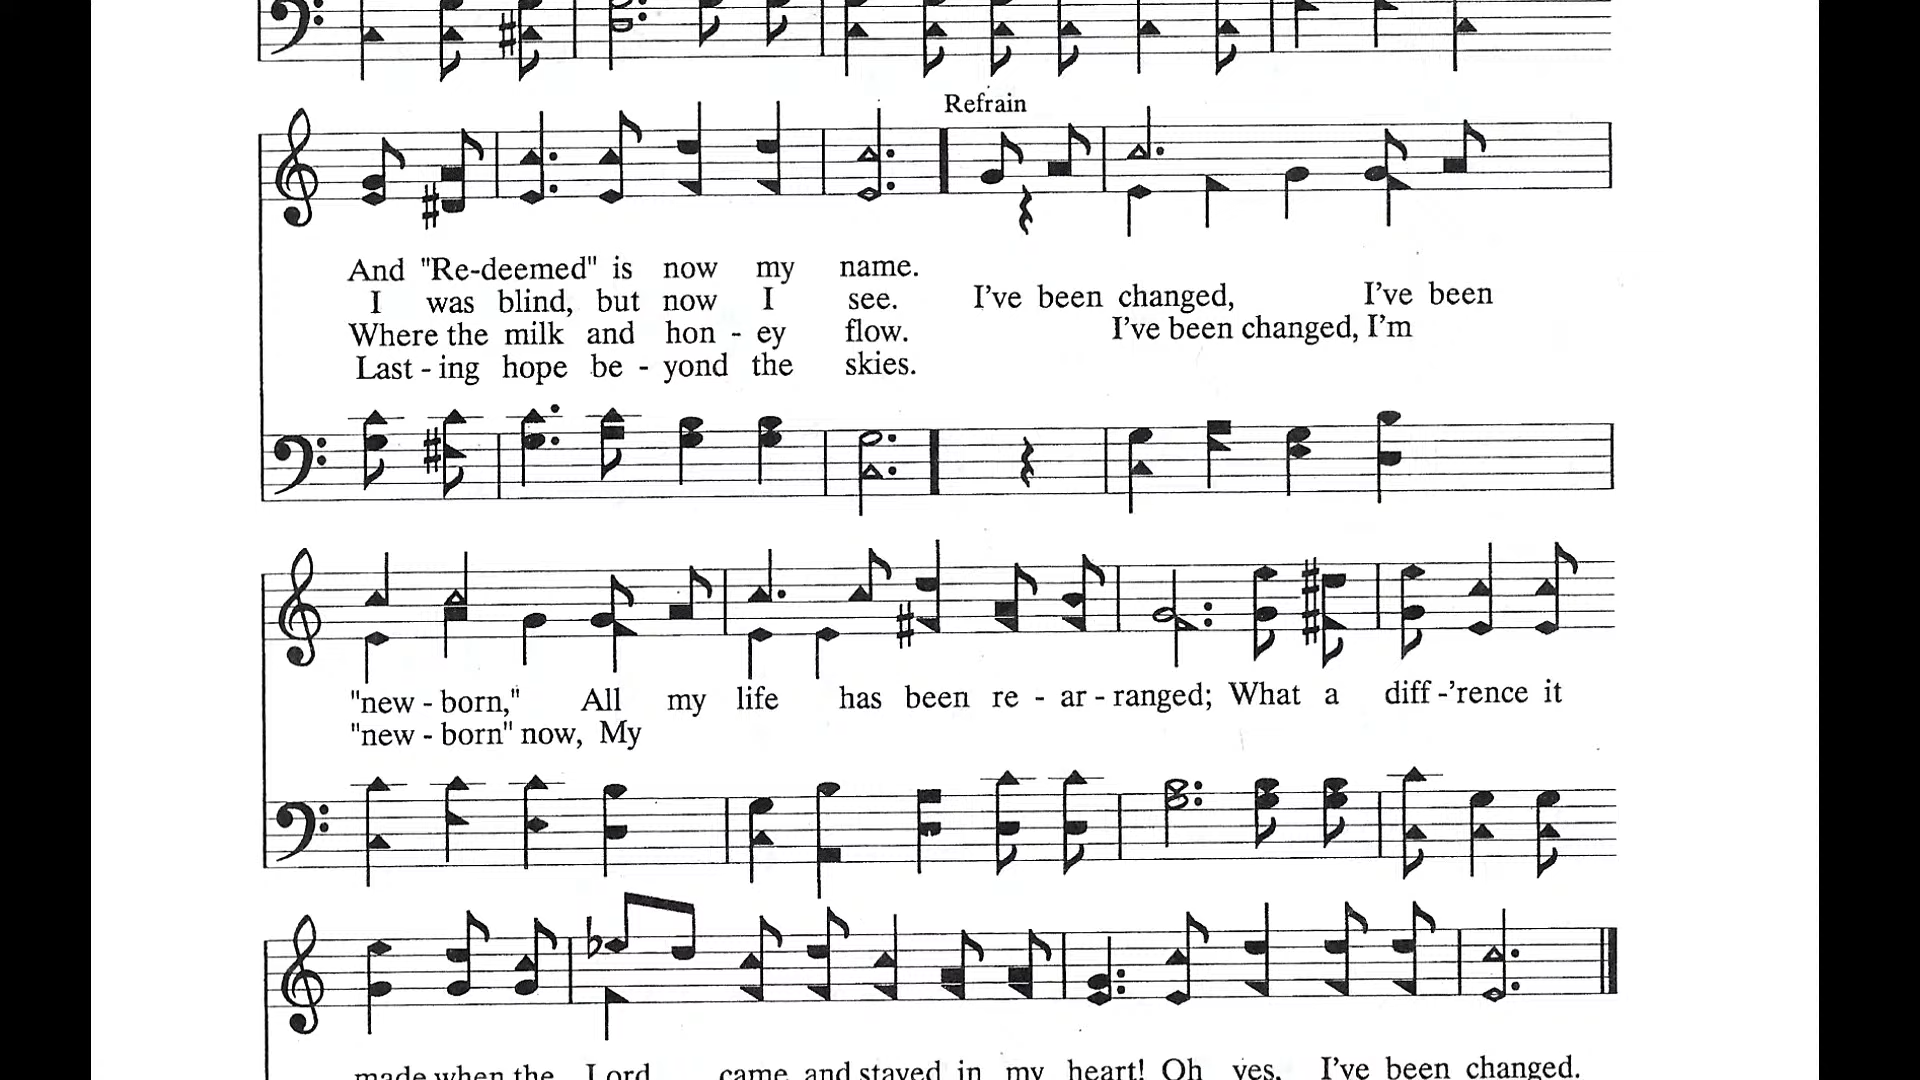 Refrain
And "Re-deemed" is now my name.
I was blind, but now I see. I've been changed, I've been
Where the milk and hon - ey flow. I've been changed, I'm
Last - ing hope be - yond the skies.
"new - born," All my life has been re - ar - ranged; What a diff -'rence it
"new - born" now, My
made when the Lord came and stayed in my heart! Oh yes, I've been changed.